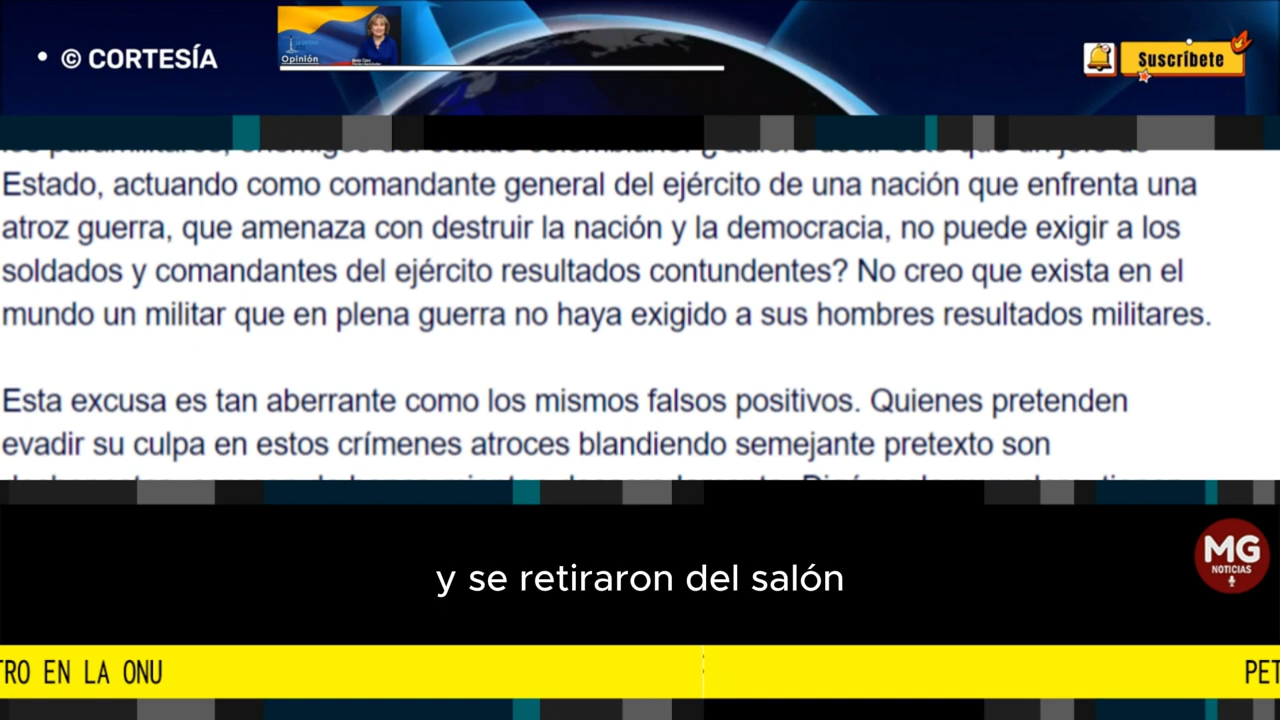 • © CORTESÍA
Opinión
Suscríbete
Estado, actuando como comandante general del ejército de una nación que enfrenta una
atroz guerra, que amenaza con destruir la nación y la democracia, no puede exigir a los
soldados y comandantes del ejército resultados contundentes? No creo que exista en el
mundo un militar que en plena guerra no haya exigido a sus hombres resultados militares.
Esta excusa es tan aberrante como los mismos falsos positivos. Quienes pretenden
evadir su culpa en estos crímenes atroces blandiendo semejante pretexto son
MG
NOTICIAS
y se retiraron del salón
TRO EN LA ONU
PET